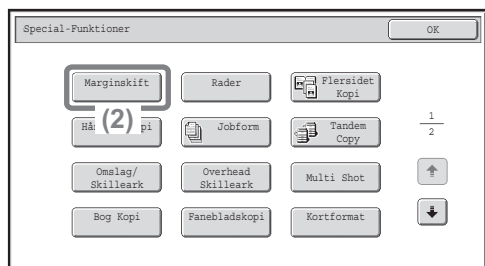 Special-Funktioner
OK
Marginskift
Rader
Flersidet
Kopi
(2)
Jobform
Tandem
Copy
1
2
Omslag/
Skilleark
Overhead
Skilleark
Multi Shot
Bog Kopi
Fanebladskopi
Kortformat